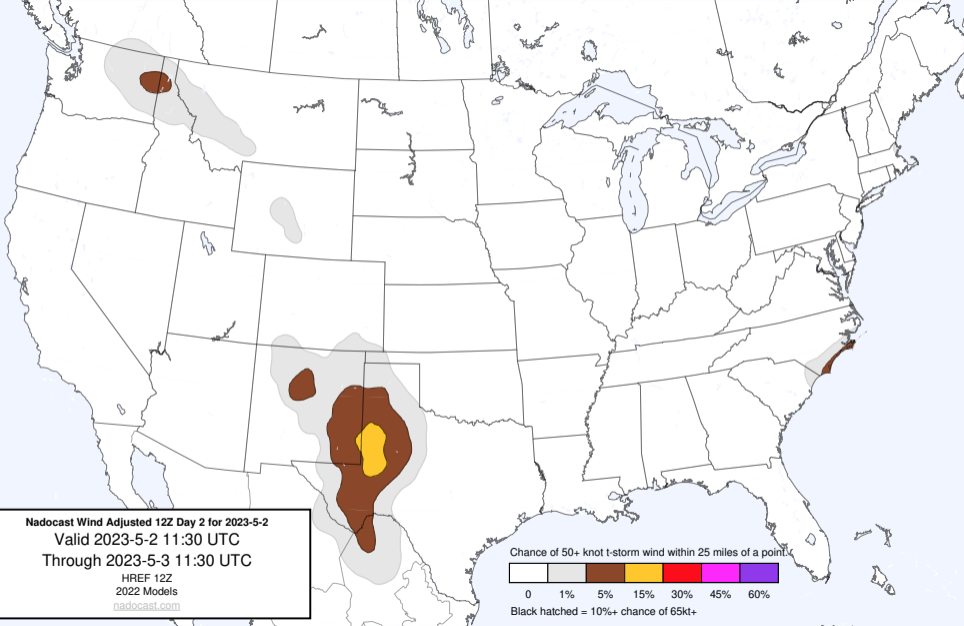 Nadocast Wind Adjusted 12Z Day 2 for 2023-5-2
Valid 2023-5-2 11:30 UTC
Through 2023-5-3 11:30 UTC
HREF 12Z
2022 Models
nadocast.com
Chance of 50+ knot t-storm wind within 25 miles of a point.
0 1% 5% 15% 30% 45% 60%
Black hatched = 10%+ chance of 65kt+